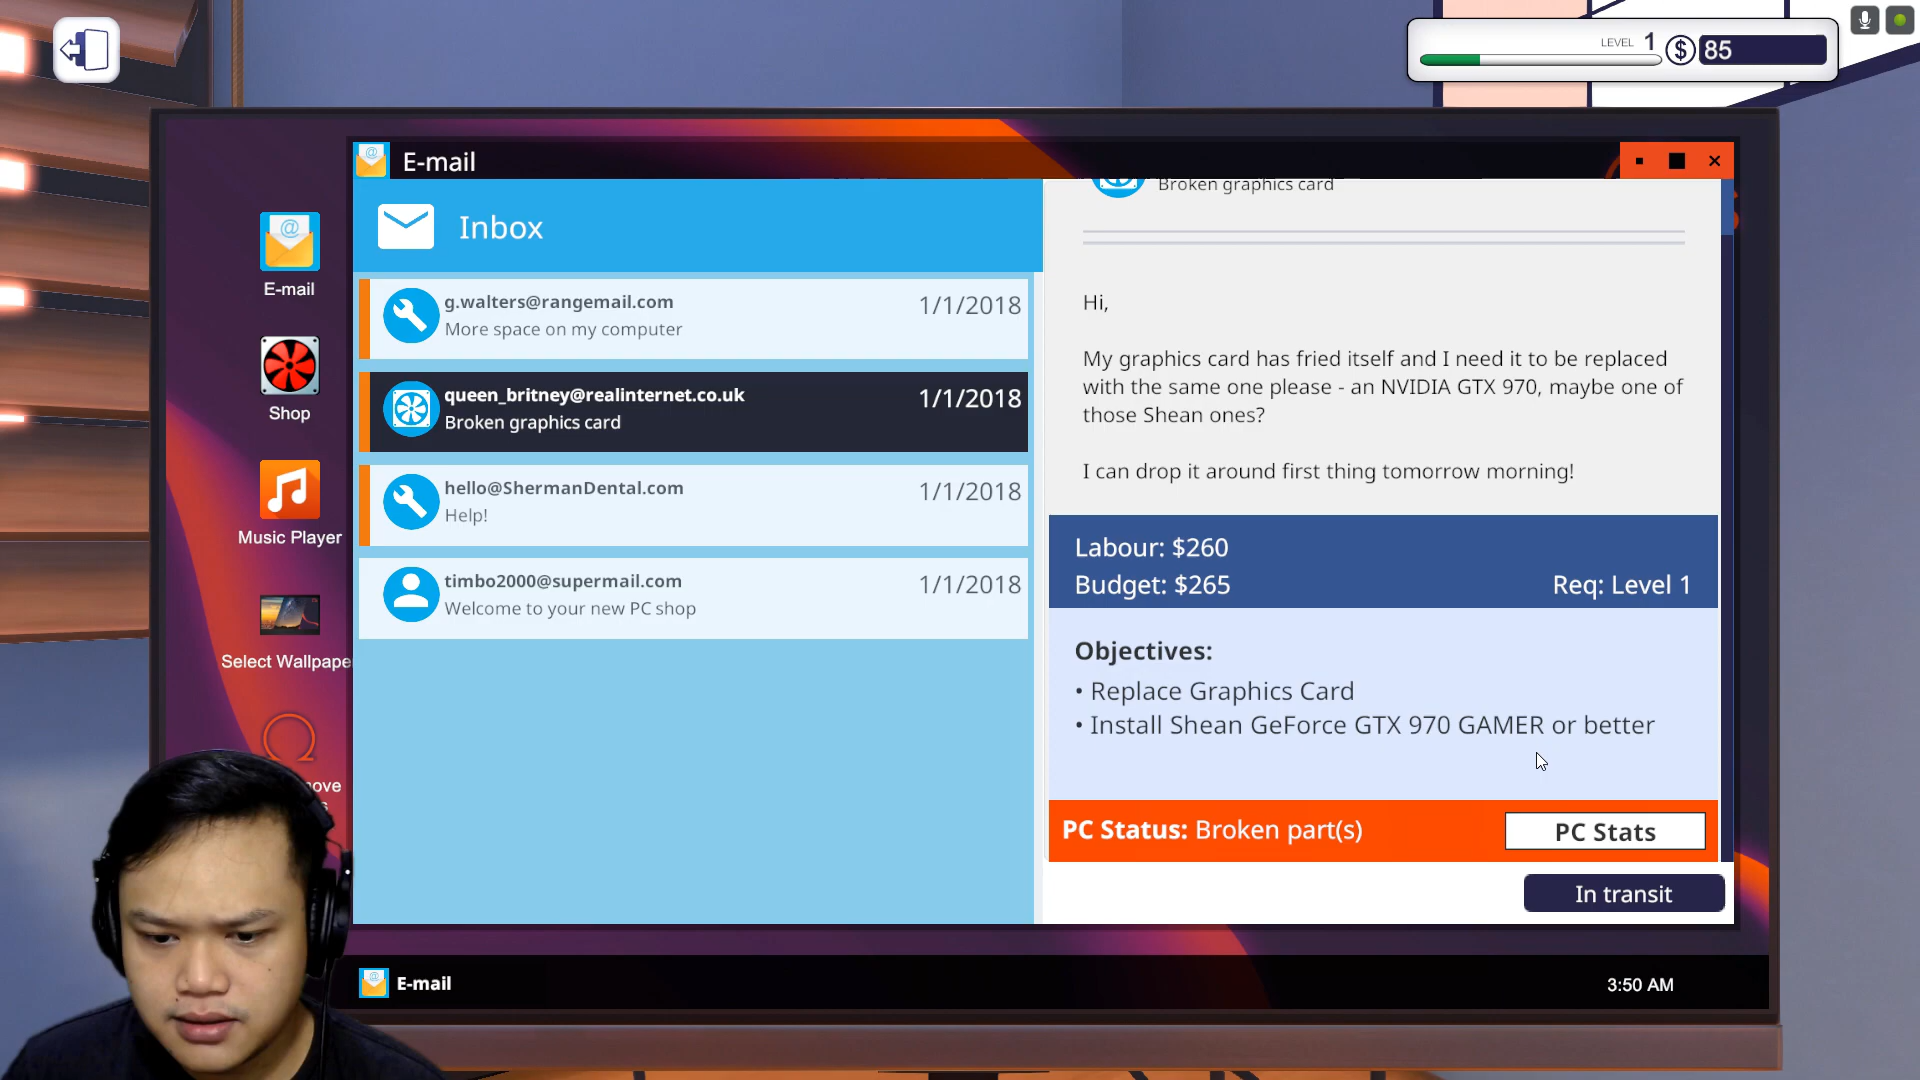 LEVEL 1
$ 85
E-mail
Inbox
g.walters@rangemail.com
1/1/2018
More space on my computer
queen_britney@realinternet.co.uk
1/1/2018
Broken graphics card
hello@ShermanDental.com
1/1/2018
Help!
timbo2000@supermail.com
1/1/2018
Welcome to your new PC shop
Broken graphics card
Hi,
My graphics card has fried itself and I need it to be replaced
with the same one please - an NVIDIA GTX 970, maybe one of
those Shean ones?
I can drop it around first thing tomorrow morning!
Labour: $260
Budget: $265
Req: Level 1
Objectives:
• Replace Graphics Card
• Install Shean GeForce GTX 970 GAMER or better
PC Status: Broken part(s)
PC Stats
In transit
E-mail
Shop
Music Player
Select Wallpape
E-mail
3:50 AM